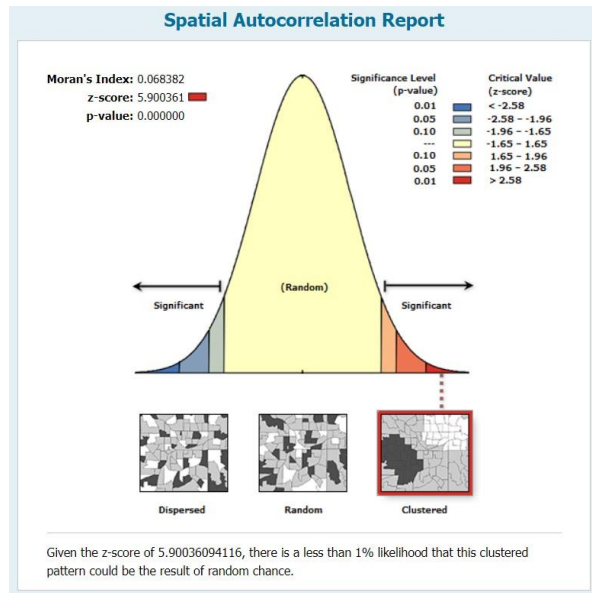 Spatial Autocorrelation Report
Moran's Index: 0.068382
z-score: 5.900361
p-value: 0.000000
Significance Level
(p-value)
Critical Value
(z-score)
0.01 < -2.58
0.05 -2.58 – -1.96
0.10 -1.96 – -1.65
--- -1.65 – 1.65
0.10 1.65 – 1.96
0.05 1.96 – 2.58
0.01 > 2.58
(Random)
Significant
Significant
Dispersed
Random
Clustered
Given the z-score of 5.90036094116, there is a less than 1% likelihood that this clustered
pattern could be the result of random chance.